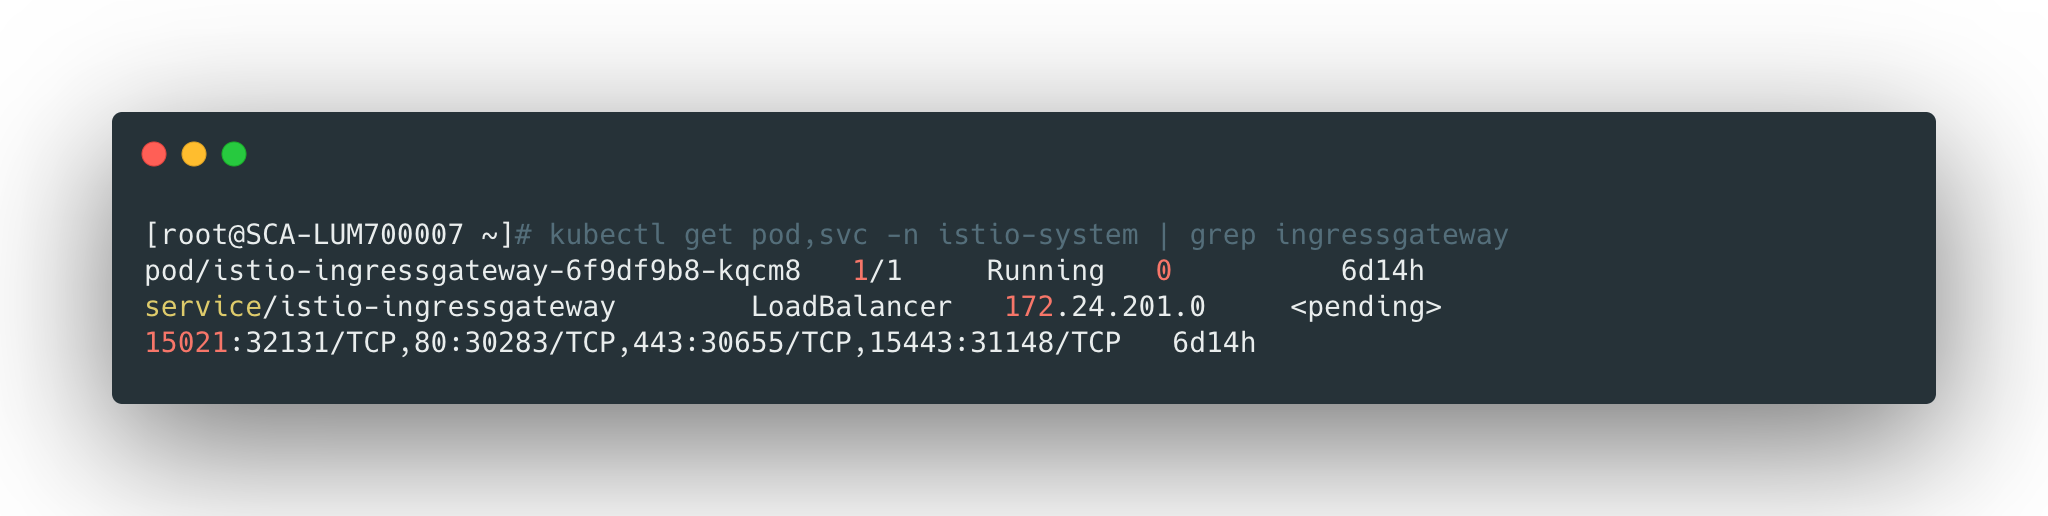 [root@SCA-LUM700007 ~]# kubectl get pod,svc -n istio-system | grep ingressgateway
pod/istio-ingressgateway-6f9df9b8-kqcm8   1/1     Running   0          6d14h
service/istio-ingressgateway        LoadBalancer   172.24.201.0     <pending>
15021:32131/TCP,80:30283/TCP,443:30655/TCP,15443:31148/TCP   6d14h